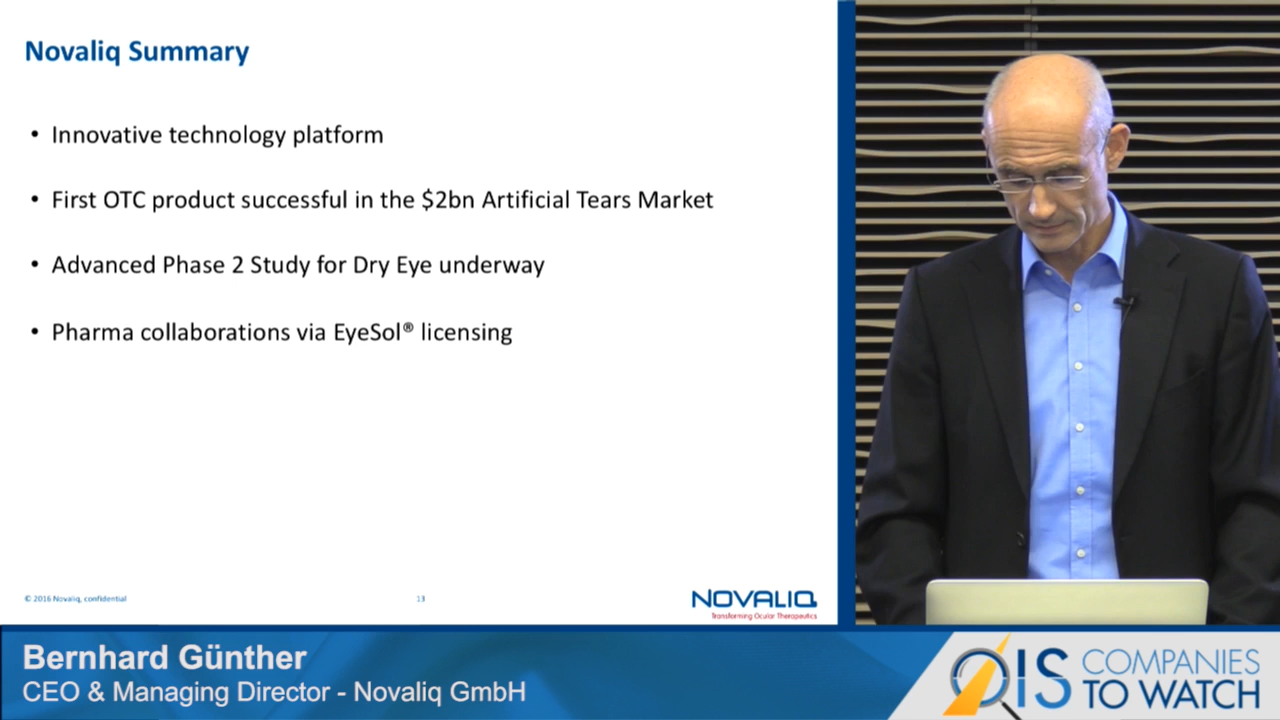 Novaliq Summary
• Innovative technology platform
• First OTC product successful in the $2bn Artificial Tears Market
• Advanced Phase 2 Study for Dry Eye underway
• Pharma collaborations via EyeSol® licensing
© 2016 Novaliq, confidential
13
NOVALIQ
Transforming Ocular Therapeutics
Bernhard Günther
CEO & Managing Director - Novaliq GmbH
OIS COMPANIES
TO WATCH